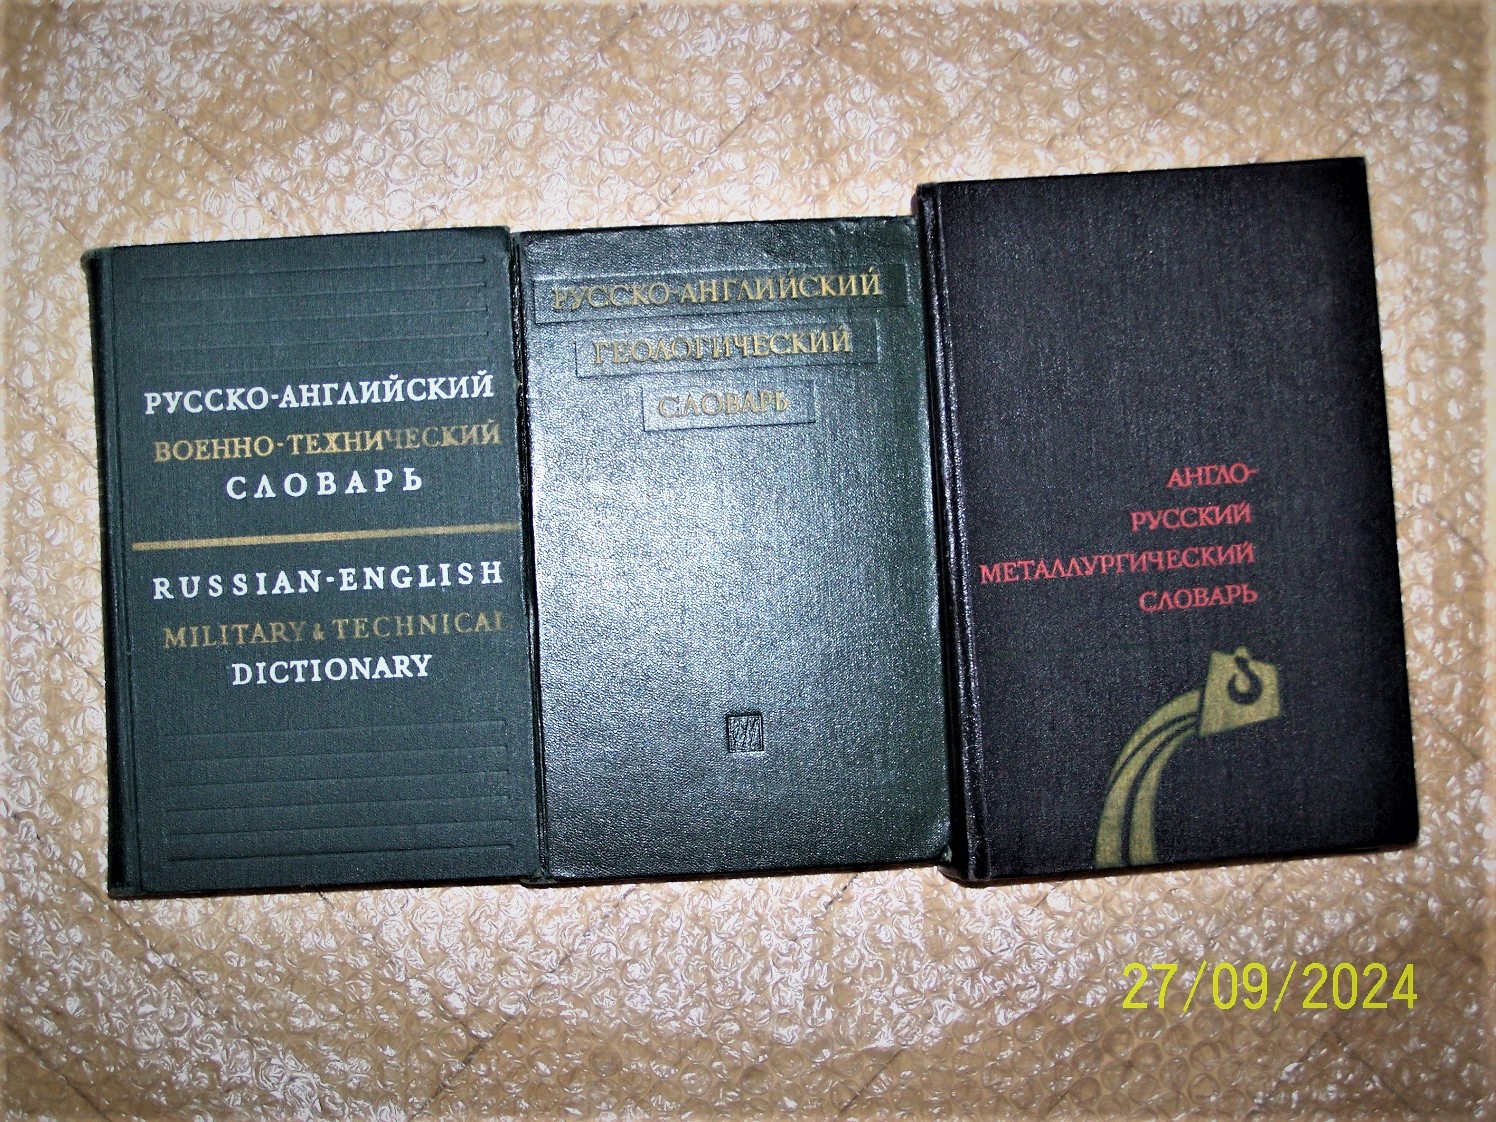 РУССКО-АНГЛИЙСКИЙ
ВОЕННО-ТЕХНИЧЕСКИЙ
СЛОВАРЬ
RUSSIAN-ENGLISH
MILITARY & TECHNICAL
DICTIONARY
РУССКО-АНГЛИЙСКИЙ
ГЕОЛОГИЧЕСКИЙ
СЛОВАРЬ
АНГЛО-
РУССКИЙ
МЕТАЛЛУРГИЧЕСКИЙ
СЛОВАРЬ
27/09/2024